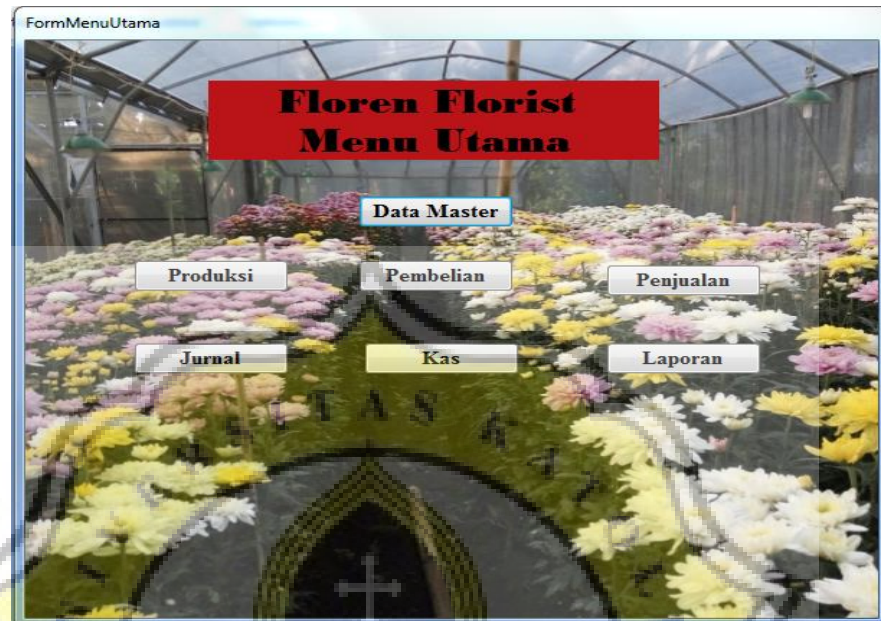 FormMenuUtama
Floren Florist
Menu Utama
Data Master
Produksi
Pembelian
Penjualan
Jurnal
Kas
Laporan